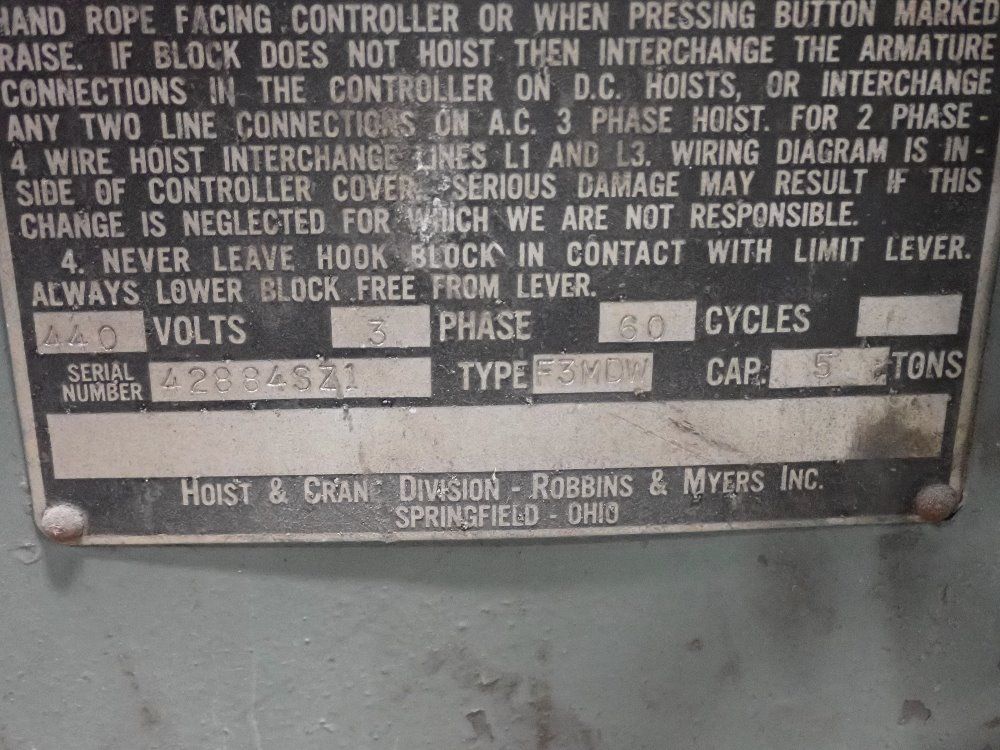 HAND ROPE FACING CONTROLLER OR WHEN PRESSING BUTTON MARKED
RAISE. IF BLOCK DOES NOT HOIST THEN INTERCHANGE THE ARMATURE
CONNECTIONS IN THE CONTROLLER ON D.C. HOISTS, OR INTERCHANGE
ANY TWO LINE CONNECTIONS ON A.C. 3 PHASE HOIST. FOR 2 PHASE -
4 WIRE HOIST INTERCHANGE LINES L1 AND L3. WIRING DIAGRAM IS IN-
SIDE OF CONTROLLER COVER. SERIOUS DAMAGE MAY RESULT IF THIS
CHANGE IS NEGLECTED FOR WHICH WE ARE NOT RESPONSIBLE.
4. NEVER LEAVE HOOK BLOCK IN CONTACT WITH LIMIT LEVER.
ALWAYS LOWER BLOCK FREE FROM LEVER.
440 VOLTS 3 PHASE 60 CYCLES
SERIAL NUMBER 42884SZ1 TYPE F3MDW CAP. 5 TONS
HOIST & CRANE DIVISION - ROBBINS & MYERS INC.
SPRINGFIELD - OHIO